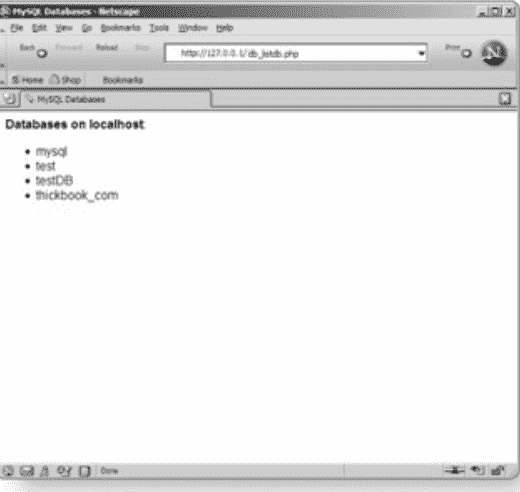 MySQL Databases - Netscape
File Edit View Go Bookmarks Tools Window Help
Back Forward Reload Stop http://127.0.0.1/db_listdb.php Print N
Home Shop Bookmarks
MySQL Databases
Databases on localhost
• mysql
• test
• testDB
• thickbook_com
Done